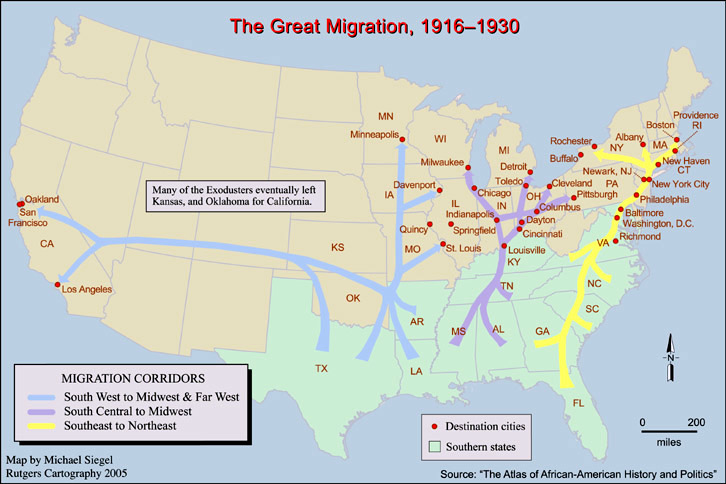 The Great Migration, 1916–1930
MN
Minneapolis
WI
MI
Milwaukee
Detroit
Toledo
Rochester
Buffalo
Albany
NY
Boston
MA
Providence
RI
New Haven
CT
Newark, NJ
New York City
PA
Philadelphia
Baltimore
Washington, D.C.
Richmond
VA
Cleveland
Pittsburgh
OH
Columbus
Dayton
Cincinnati
Chicago
IN
Indianapolis
IL
Springfield
Davenport
IA
Quincy
MO
St. Louis
Louisville
KY
Many of the Exodusters eventually left
Kansas, and Oklahoma for California.
Oakland
San
Francisco
CA
Los Angeles
KS
OK
TX
AR
LA
TN
MS
AL
GA
NC
SC
FL
N
MIGRATION CORRIDORS
South West to Midwest & Far West
South Central to Midwest
Southeast to Northeast
Destination cities
Southern states
0 200
miles
Map by Michael Siegel
Rutgers Cartography 2005
Source: “The Atlas of African-American History and Politics”